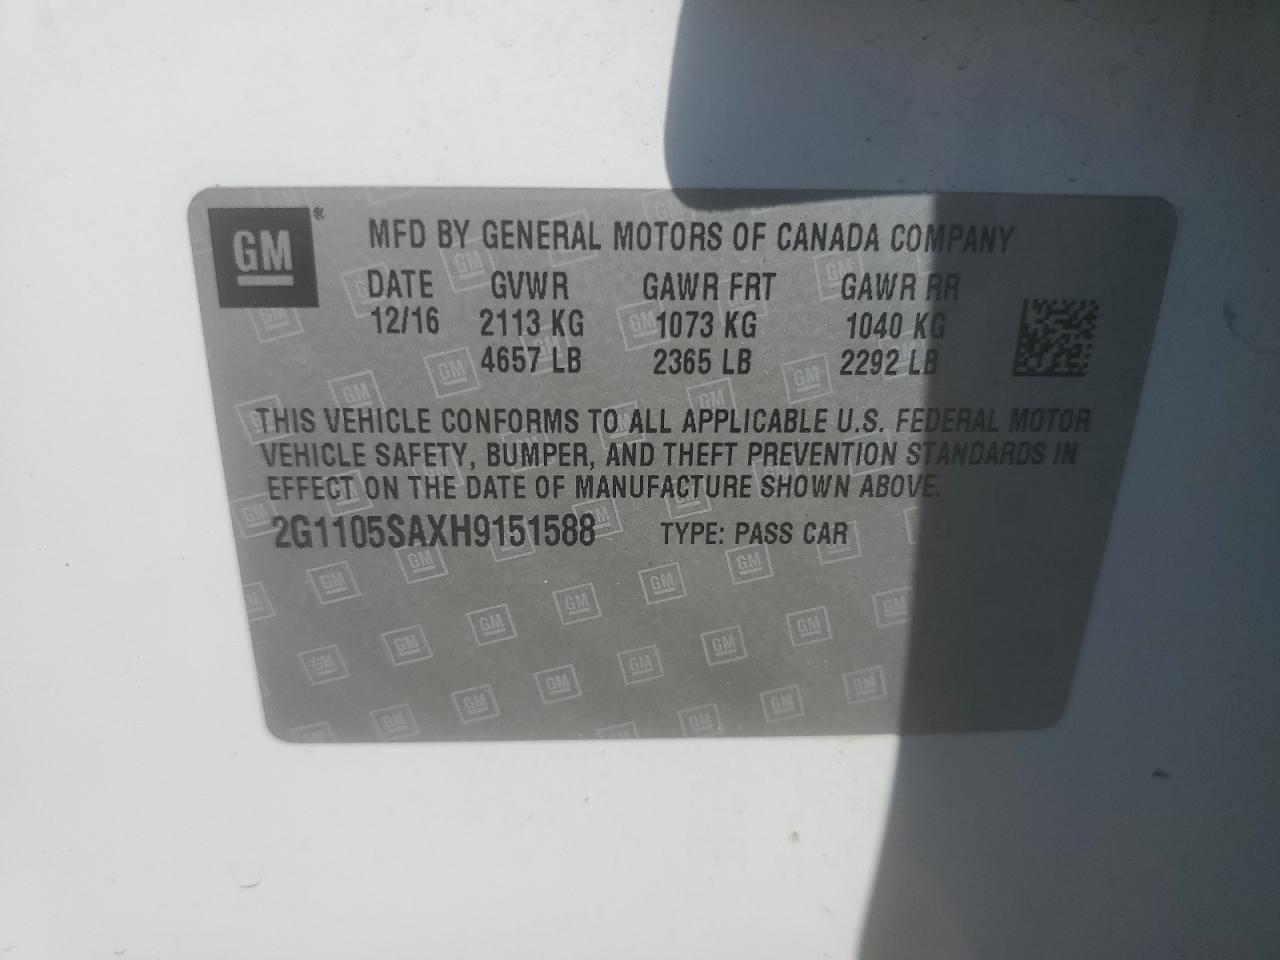 GM
MFD BY GENERAL MOTORS OF CANADA COMPANY
DATE GVWR GAWR FRT GAWR RR
12/16 2113 KG 1073 KG 1040 KG
4657 LB 2365 LB 2292 LB
THIS VEHICLE CONFORMS TO ALL APPLICABLE U.S. FEDERAL MOTOR
VEHICLE SAFETY, BUMPER, AND THEFT PREVENTION STANDARDS IN
EFFECT ON THE DATE OF MANUFACTURE SHOWN ABOVE.
2G1105SAXH9151588 TYPE: PASS CAR